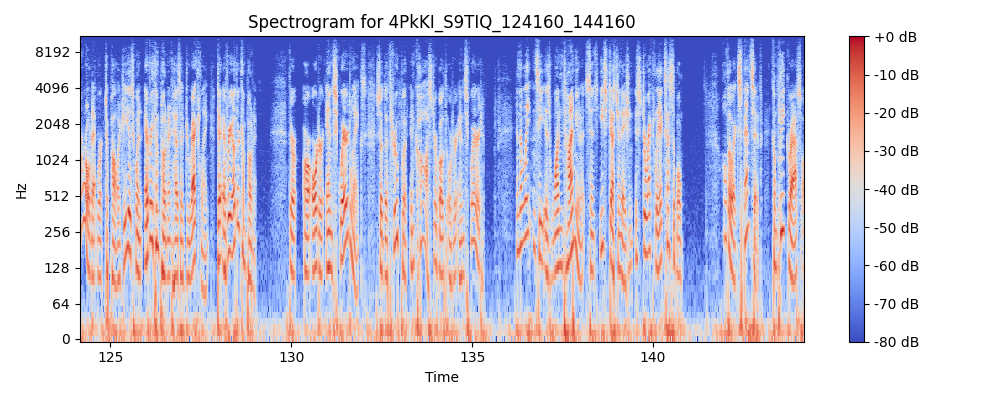 Spectrogram for 4PkKI_S9TIQ_124160_144160
8192
4096
2048
1024
512
256
128
64
0
Hz
125
130
135
140
Time
+0 dB
-10 dB
-20 dB
-30 dB
-40 dB
-50 dB
-60 dB
-70 dB
-80 dB